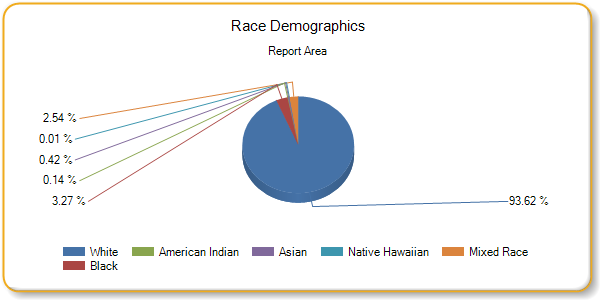 Race Demographics
Report Area
2.54 %
0.01 %
0.42 %
0.14 %
3.27 %
93.62 %
White American Indian Asian Native Hawaiian Mixed Race
Black